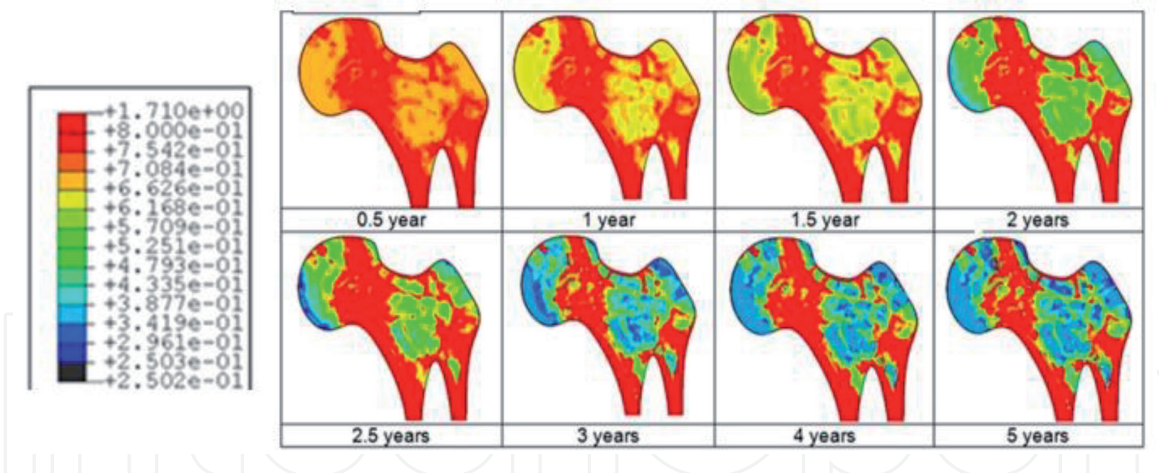 +1.710e+00
+8.000e-01
+7.542e-01
+7.084e-01
+6.626e-01
+6.168e-01
+5.709e-01
+5.251e-01
+4.793e-01
+4.335e-01
+3.877e-01
+3.419e-01
+2.961e-01
+2.503e-01
+2.502e-01
0.5 year
1 year
1.5 year
2 years
2.5 years
3 years
4 years
5 years